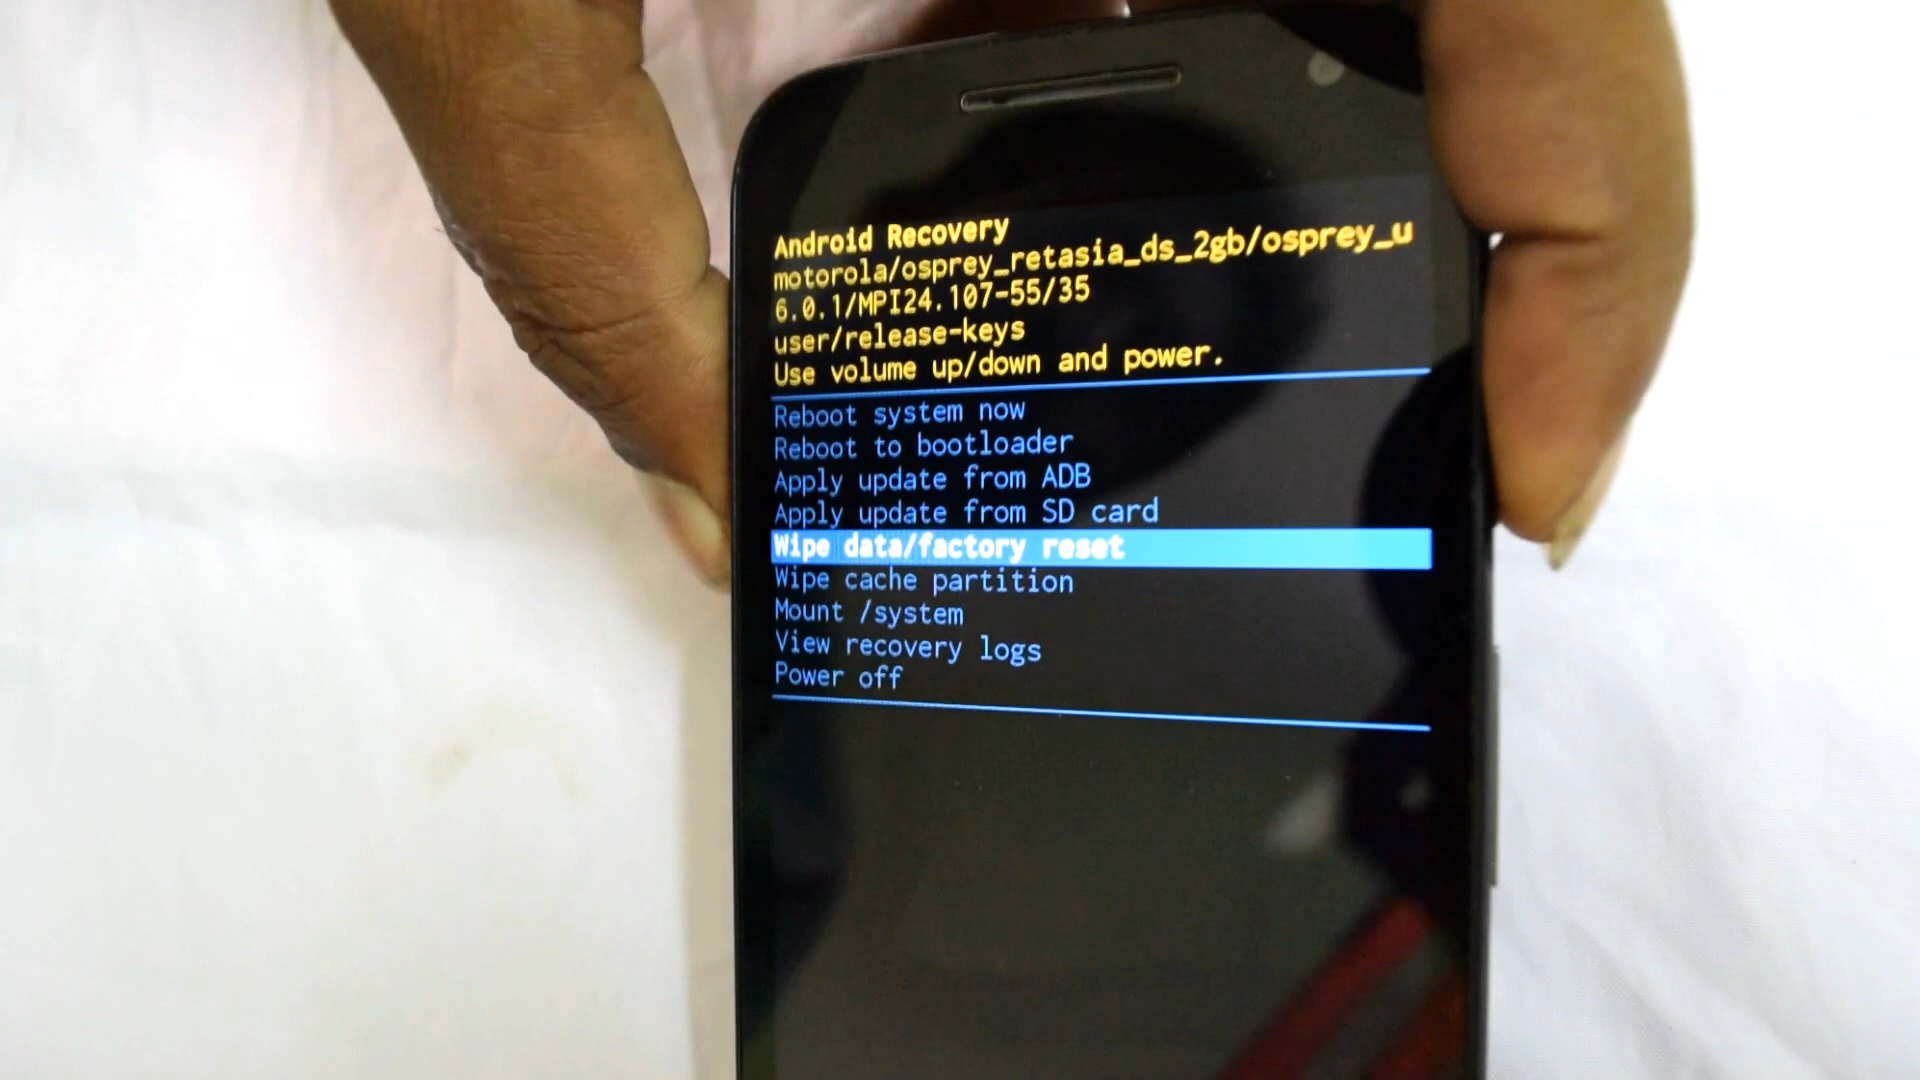 Android Recovery
motorola/osprey_retasia_ds_2gb/osprey_u
6.0.1/MPI24.107-55/35
user/release-keys
Use volume up/down and power.
Reboot system now
Reboot to bootloader
Apply update from ADB
Apply update from SD card
Wipe data/factory reset
Wipe cache partition
Mount /system
View recovery logs
Power off